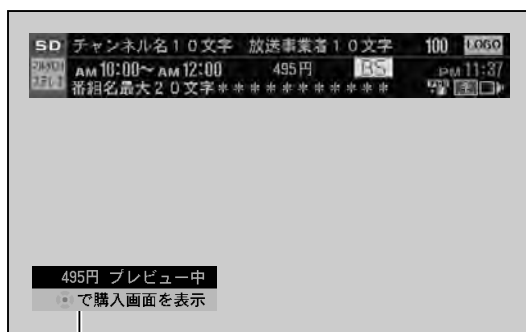 SD チャンネル名10文字 放送事業者10文字 100 LOGO
AM 10:00～AM 12:00 495円 BS PM 11:37
ステレオ 番組名最大20文字＊＊＊＊＊＊＊＊＊＊＊
495円 プレビュー中
で購入画面を表示